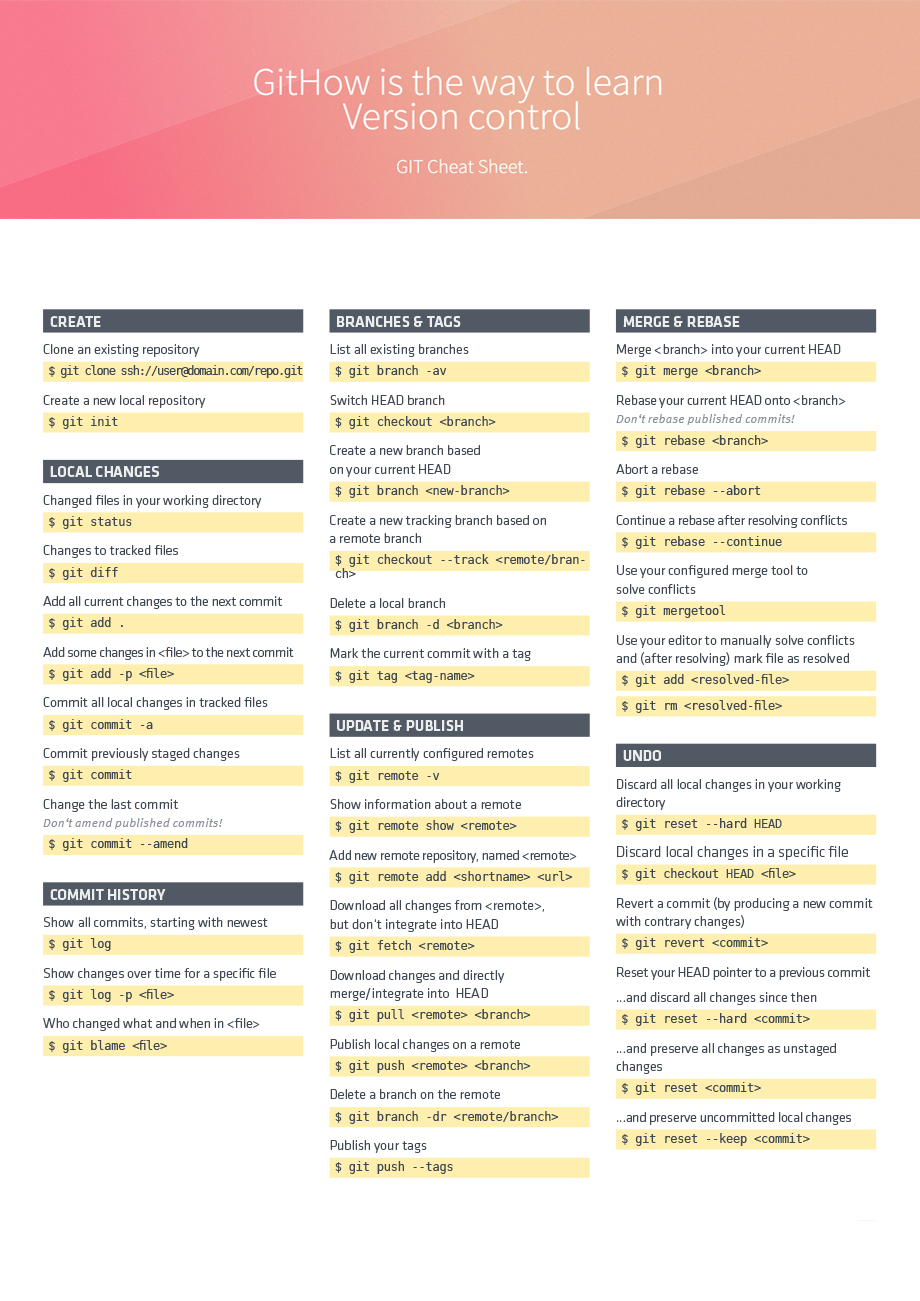 GitHow is the way to learn
Version control
GIT Cheat Sheet.
CREATE
Clone an existing repository
$ git clone ssh://user@domain.com/repo.git
Create a new local repository
$ git init
LOCAL CHANGES
Changed files in your working directory
$ git status
Changes to tracked files
$ git diff
Add all current changes to the next commit
$ git add .
Add some changes in <file> to the next commit
$ git add -p <file>
Commit all local changes in tracked files
$ git commit -a
Commit previously staged changes
$ git commit
Change the last commit
Don‘t amend published commits!
$ git commit --amend
COMMIT HISTORY
Show all commits, starting with newest
$ git log
Show changes over time for a specific file
$ git log -p <file>
Who changed what and when in <file>
$ git blame <file>
BRANCHES & TAGS
List all existing branches
$ git branch -av
Switch HEAD branch
$ git checkout <branch>
Create a new branch based
on your current HEAD
$ git branch <new-branch>
Create a new tracking branch based on
a remote branch
$ git checkout --track <remote/bran-
ch>
Delete a local branch
$ git branch -d <branch>
Mark the current commit with a tag
$ git tag <tag-name>
UPDATE & PUBLISH
List all currently configured remotes
$ git remote -v
Show information about a remote
$ git remote show <remote>
Add new remote repository, named <remote>
$ git remote add <shortname> <url>
Download all changes from <remote>,
but don‘t integrate into HEAD
$ git fetch <remote>
Download changes and directly
merge/integrate into HEAD
$ git pull <remote> <branch>
Publish local changes on a remote
$ git push <remote> <branch>
Delete a branch on the remote
$ git branch -dr <remote/branch>
Publish your tags
$ git push --tags
MERGE & REBASE
Merge <branch> into your current HEAD
$ git merge <branch>
Rebase your current HEAD onto <branch>
Don‘t rebase published commits!
$ git rebase <branch>
Abort a rebase
$ git rebase --abort
Continue a rebase after resolving conflicts
$ git rebase --continue
Use your configured merge tool to
solve conflicts
$ git mergetool
Use your editor to manually solve conflicts
and (after resolving) mark file as resolved
$ git add <resolved-file>
$ git rm <resolved-file>
UNDO
Discard all local changes in your working
directory
$ git reset --hard HEAD
Discard local changes in a specific file
$ git checkout HEAD <file>
Revert a commit (by producing a new commit
with contrary changes)
$ git revert <commit>
Reset your HEAD pointer to a previous commit
...and discard all changes since then
$ git reset --hard <commit>
...and preserve all changes as unstaged
changes
$ git reset <commit>
...and preserve uncommitted local changes
$ git reset --keep <commit>